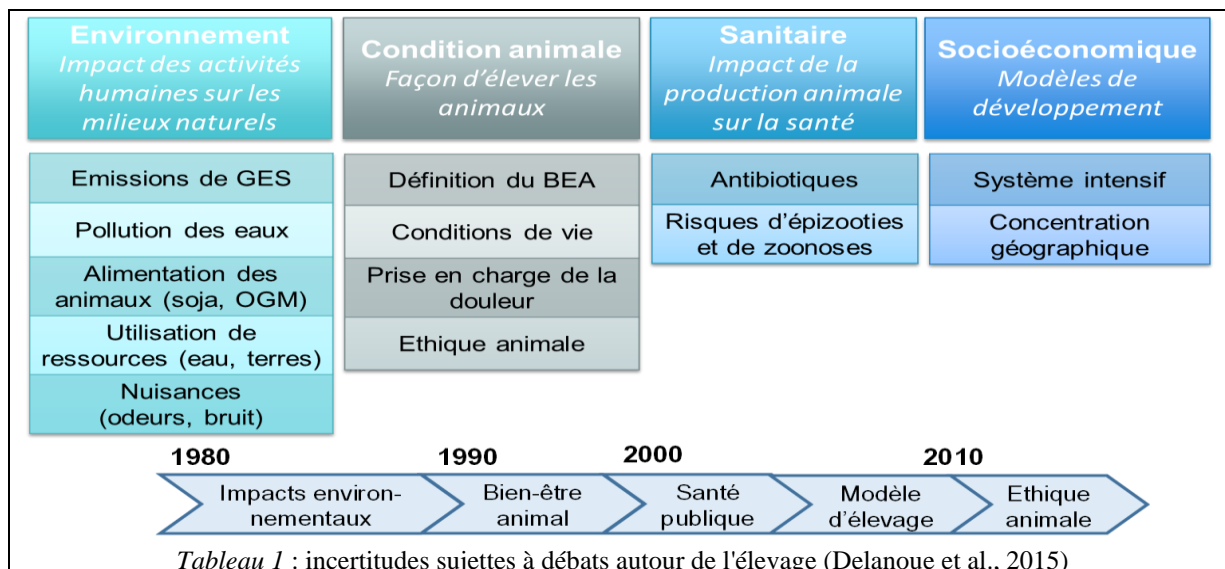 Environnement
Impact des activités
humaines sur les
milieux naturels
Emissions de GES
Pollution des eaux
Alimentation des
animaux (soja, OGM)
Utilisation de
ressources (eau, terres)
Nuisances
(odeurs, bruit)
Condition animale
Façon d'élever les
animaux
Définition du BEA
Conditions de vie
Prise en charge de la
douleur
Ethique animale
Sanitaire
Impact de la
production animale
sur la santé
Antibiotiques
Risques d'épizooties
et de zoonoses
Socioéconomique
Modèles de
développement
Système intensif
Concentration
géographique
1980
1990
2000
2010
Impacts environ-
nementaux
Bien-être
animal
Santé
publique
Modèle
d'élevage
Ethique
animale
Tableau 1 : incertitudes sujettes à débats autour de l'élevage (Delanoue et al., 2015)